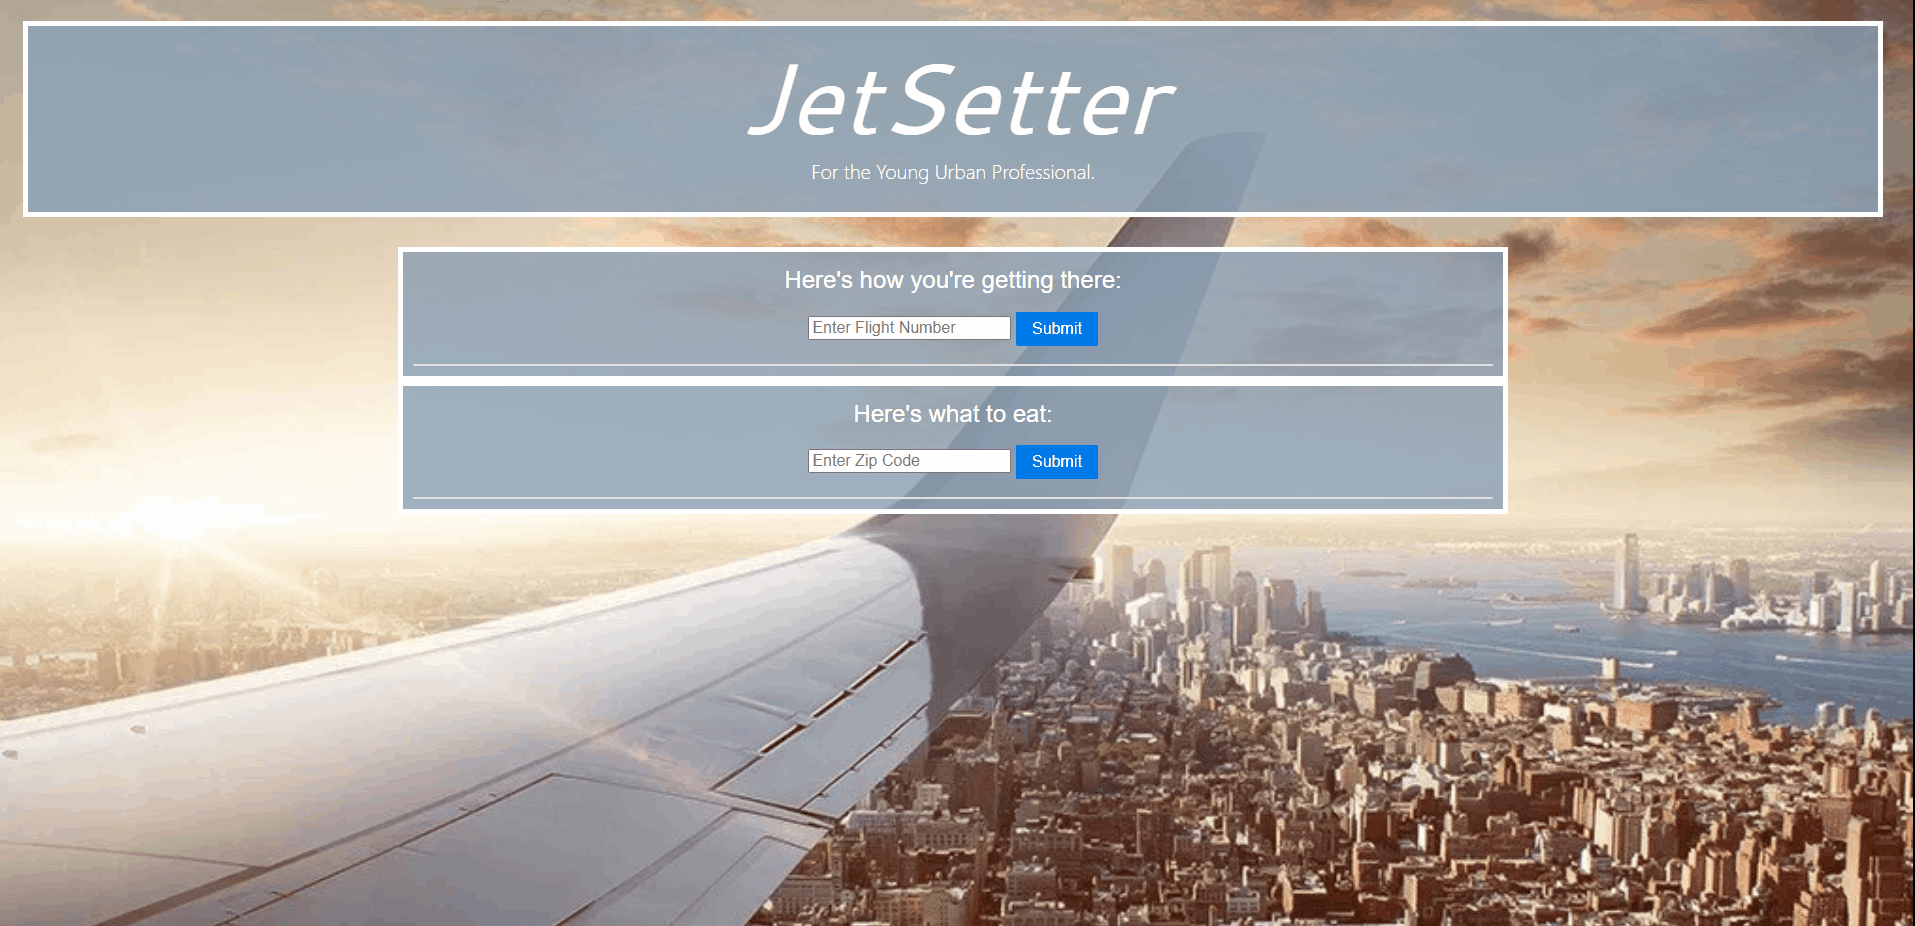 JetSetter
For the Young Urban Professional.
Here's how you're getting there:
Enter Flight Number Submit
Here's what to eat:
Enter Zip Code Submit